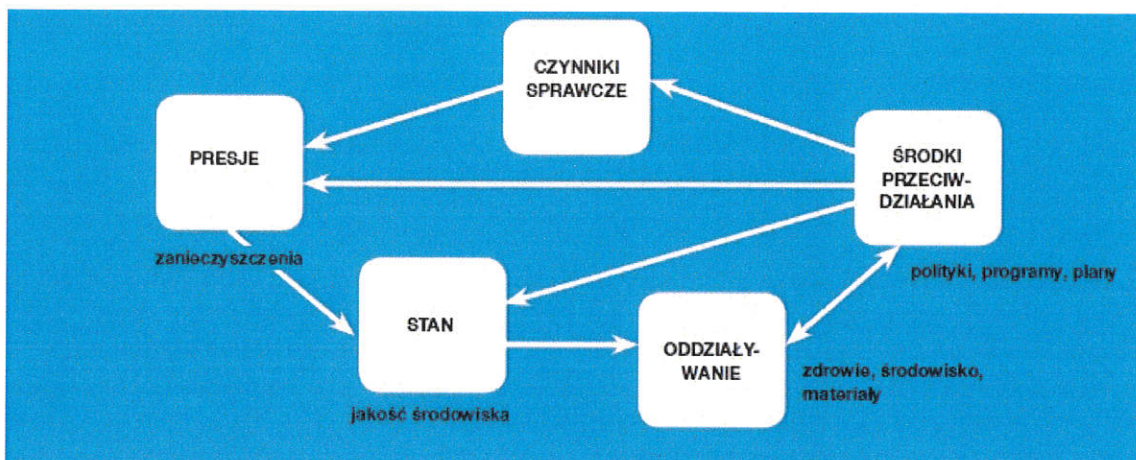 CZYNNIKI
SPRAWCZE
PRESJE
ŚRODKI
PRZECIW-
DZIAŁANIA
zanieczyszczenia
polityki, programy, plany
STAN
ODDZIAŁY-
WANIE
zdrowie, środowisko,
materiały
jakość środowiska